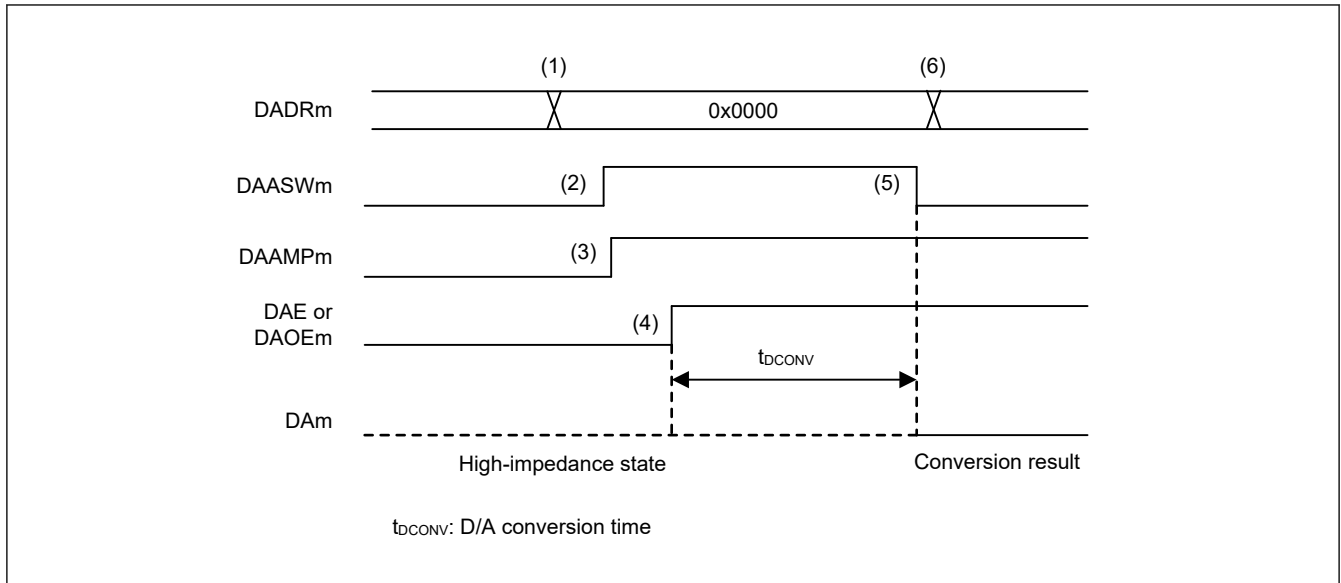 (1) (6)
DADRm 0x0000
DAASWm (2) (5)
DAAMPm (3)
DAE or
DAOEm (4)
tDCONV
DAm
High-impedance state Conversion result
tDCONV: D/A conversion time